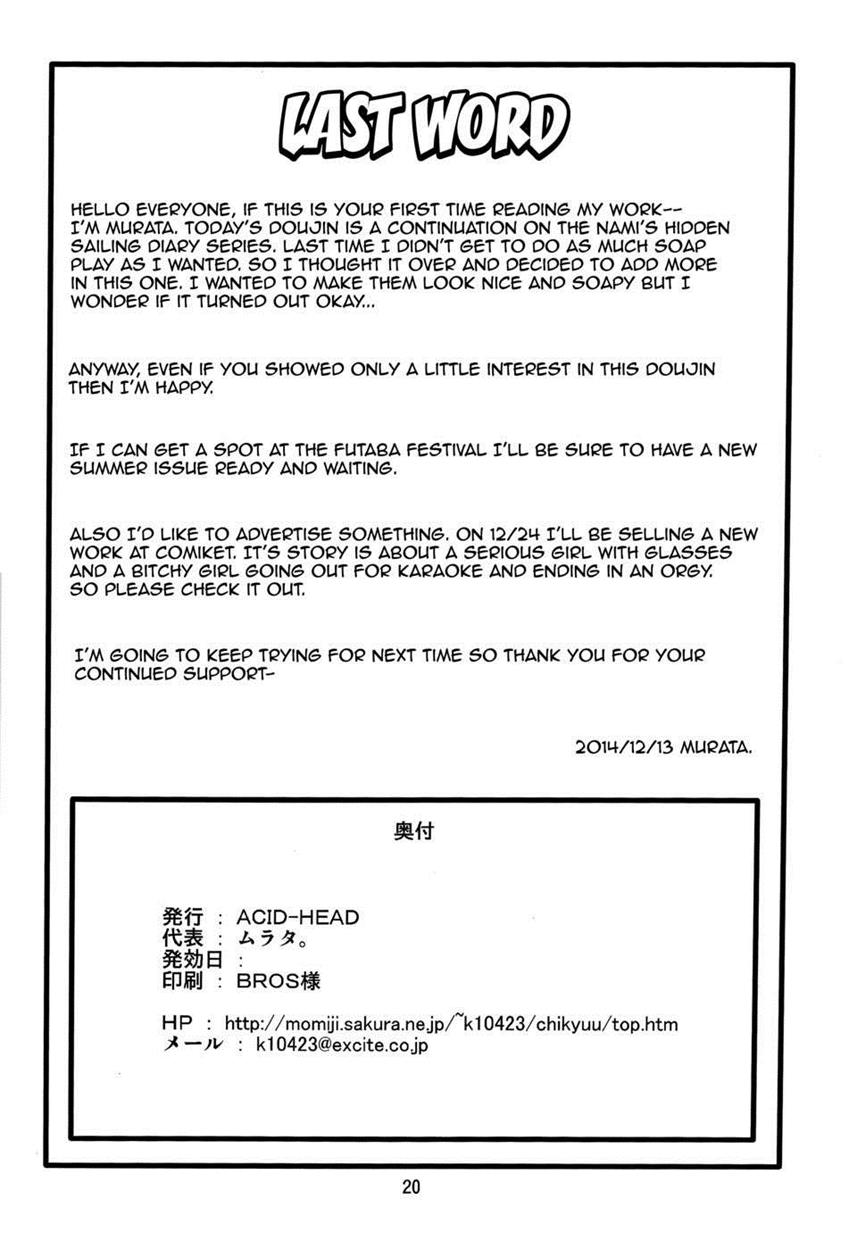 LAST WORD
HELLO EVERYONE, IF THIS IS YOUR FIRST TIME READING MY WORK--
I'M MURATA. TODAY'S DOUJIN IS A CONTINUATION ON THE NAMI'S HIDDEN
SAILING DIARY SERIES. LAST TIME I DIDN'T GET TO DO AS MUCH SOAP
PLAY AS I WANTED. SO I THOUGHT IT OVER AND DECIDED TO ADD MORE
IN THIS ONE. I WANTED TO MAKE THEM LOOK NICE AND SOAPY BUT I
WONDER IF IT TURNED OUT OKAY...
ANYWAY, EVEN IF YOU SHOWED ONLY A LITTLE INTEREST IN THIS DOUJIN
THEN I'M HAPPY.
IF I CAN GET A SPOT AT THE FUTABA FESTIVAL I'LL BE SURE TO HAVE A NEW
SUMMER ISSUE READY AND WAITING.
ALSO I'D LIKE TO ADVERTISE SOMETHING. ON 12/24 I'LL BE SELLING A NEW
WORK AT COMIKET. IT'S STORY IS ABOUT A SERIOUS GIRL WITH GLASSES
AND A BITCHY GIRL GOING OUT FOR KARAOKE AND ENDING IN AN ORGY.
SO PLEASE CHECK IT OUT.
I'M GOING TO KEEP TRYING FOR NEXT TIME SO THANK YOU FOR YOUR
CONTINUED SUPPORT-
2014/12/13 MURATA.
奥付
発行 : ACID-HEAD
代表 : ムラタ。
発効日 :
印刷 : BROS様
HP : http://momiji.sakura.ne.jp/~k10423/chikyuu/top.htm
メール : k10423@excite.co.jp
20